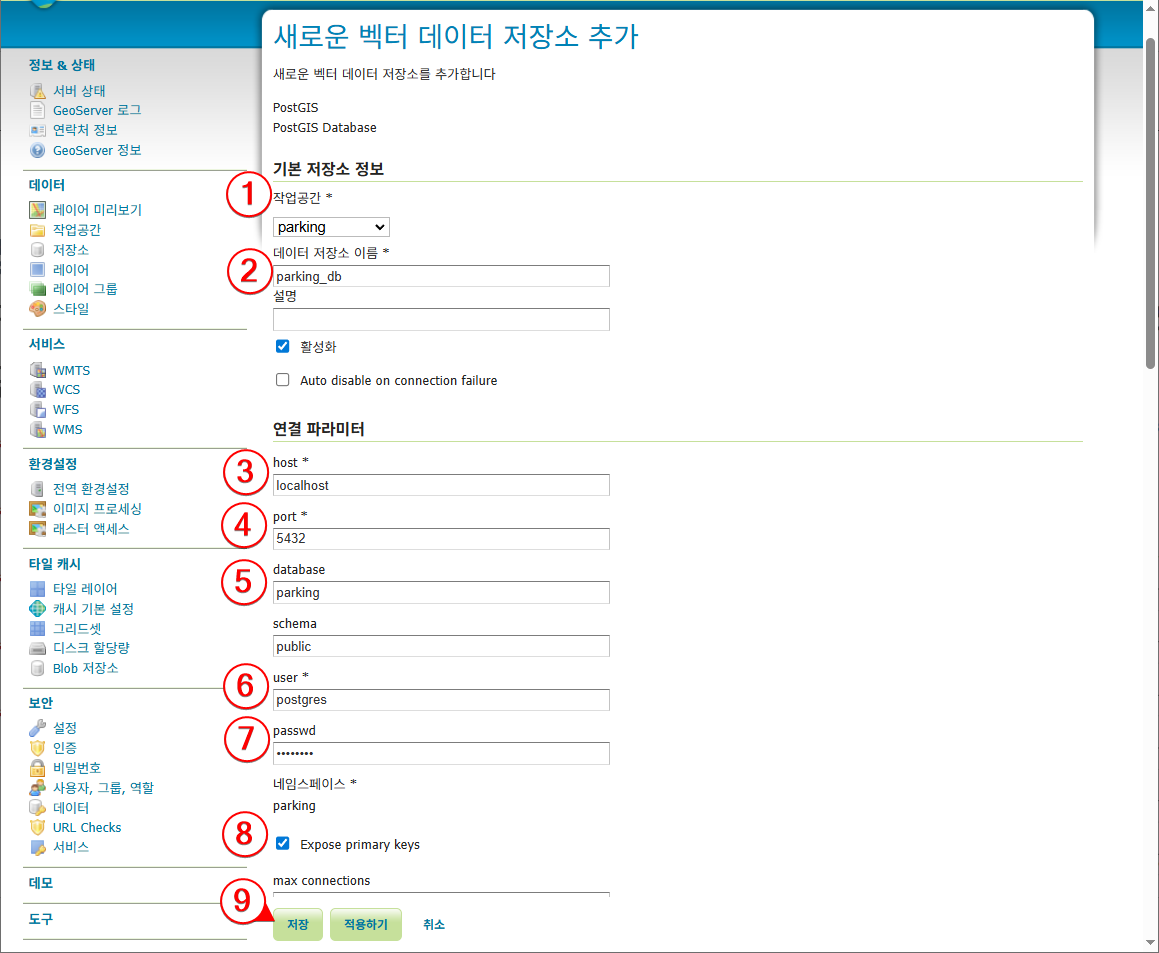 새로운 벡터 데이터 저장소 추가
새로운 벡터 데이터 저장소를 추가합니다
PostGIS
PostGIS Database
정보 & 상태
서버 상태
GeoServer 로그
연락처 정보
GeoServer 정보
데이터
레이어 미리보기
작업공간
저장소
레이어
레이어 그룹
스타일
서비스
WMTS
WCS
WFS
WMS
환경설정
전역 환경설정
이미지 프로세싱
래스터 액세스
타일 캐시
타일 레이어
캐시 기본 설정
그리드셋
디스크 할당량
Blob 저장소
보안
설정
인증
비밀번호
사용자, 그룹, 역할
데이터
URL Checks
서비스
데모
도구
기본 저장소 정보
1
작업공간 *
parking
데이터 저장소 이름 *
2
parking_db
설명
활성화
Auto disable on connection failure
연결 파라미터
3
host *
localhost
4
port *
5432
5
database
parking
schema
public
6
user *
postgres
7
passwd
••••••••
네임스페이스 *
parking
8
Expose primary keys
max connections
9
저장 적용하기 취소